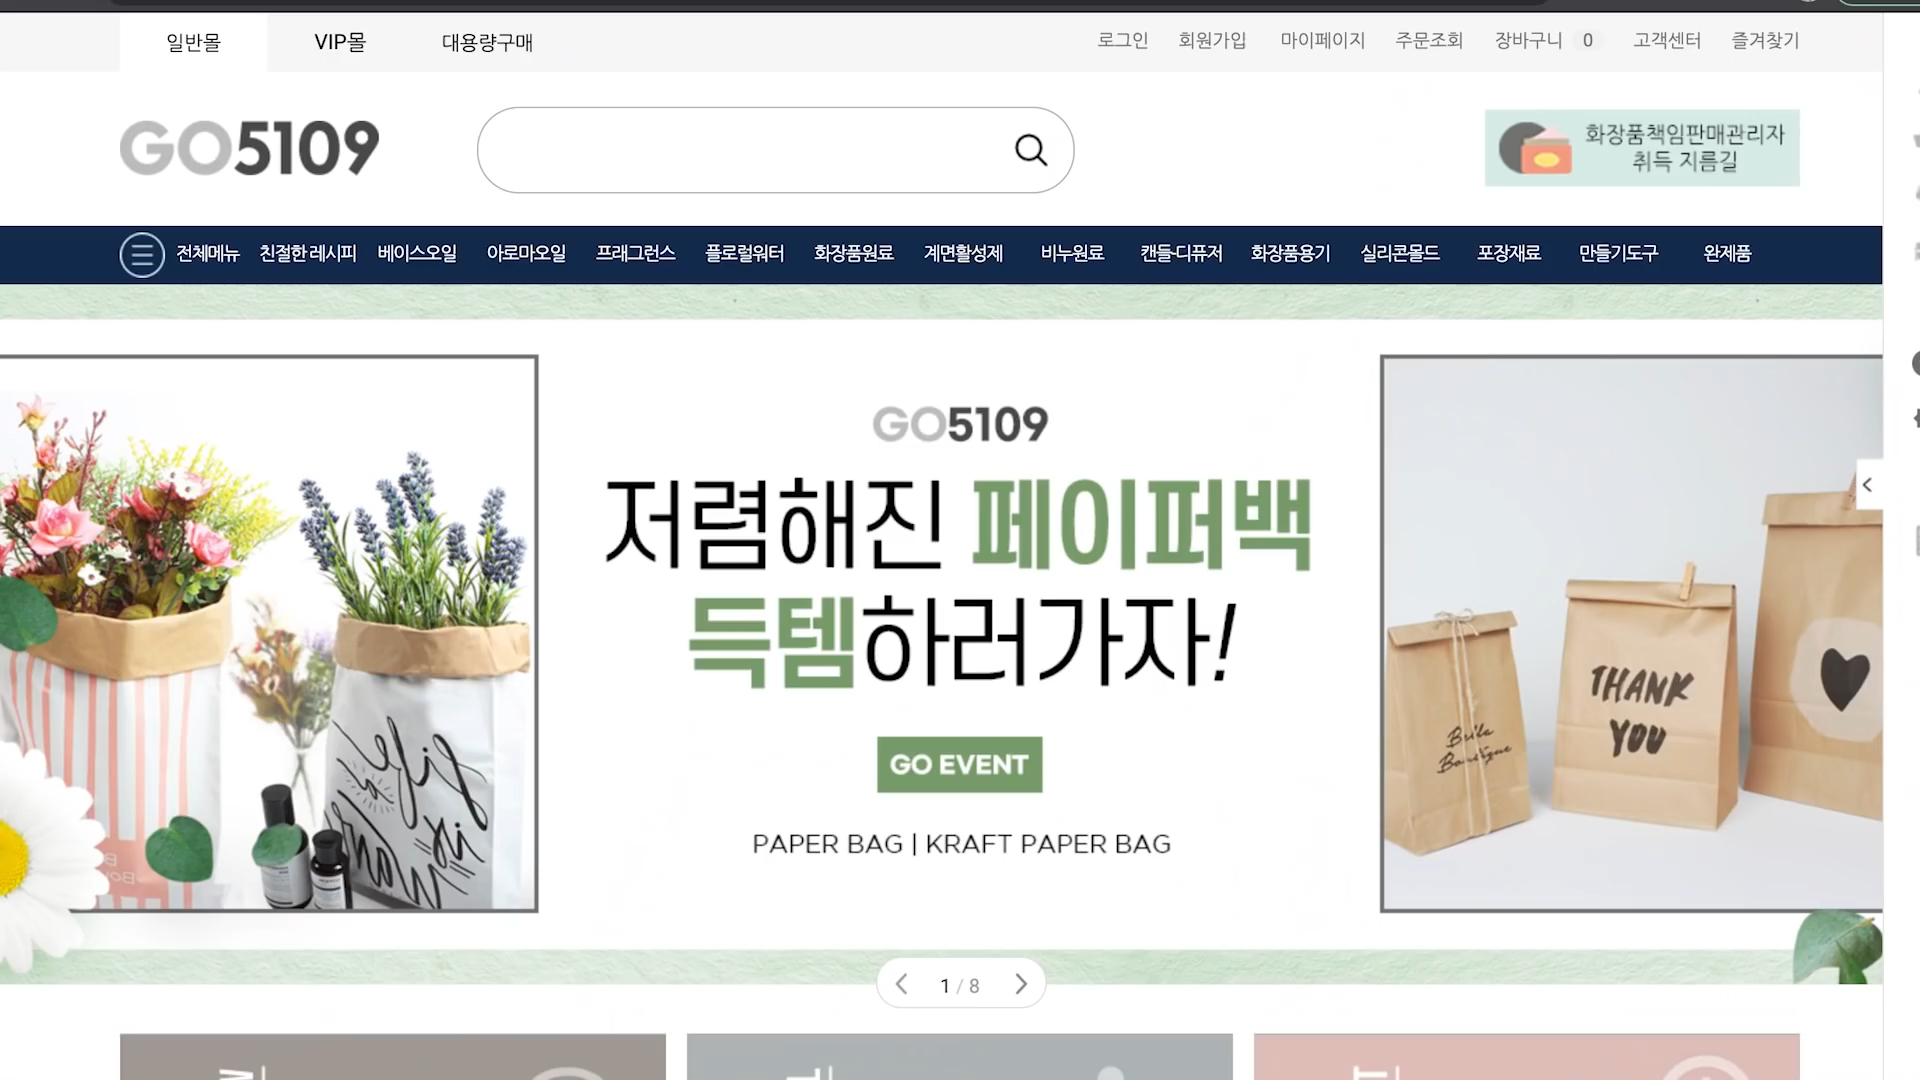 일반몰 VIP몰 대용량구매 로그인 회원가입 마이페이지 주문조회 장바구니 0 고객센터 즐겨찾기
GO5109
화장품책임판매관리자
취득 지름길
전체메뉴 친절한레시피 베이스오일 아로마오일 프래그런스 플로럴워터 화장품원료 계면활성제 비누원료 캔들·디퓨저 화장품용기 실리콘몰드 포장재료 만들기도구 완제품
GO5109
저렴해진 페이퍼백
득템하러가자!
GO EVENT
PAPER BAG | KRAFT PAPER BAG
THANK
YOU
1 / 8